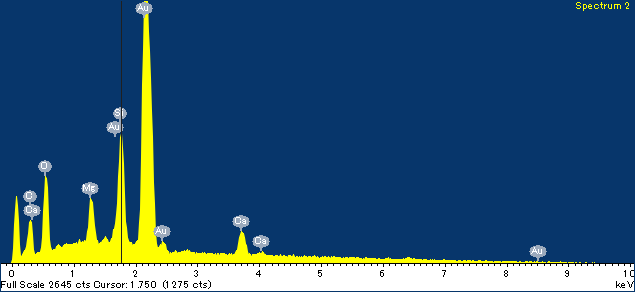 Spectrum 2
Au
Si
Au
O
C
Mg
Ca
Au
Ca
Ca
Au
0 1 2 3 4 5 6 7 8 9 10
Full Scale 2645 cts Cursor: 1.750 (1275 cts) keV